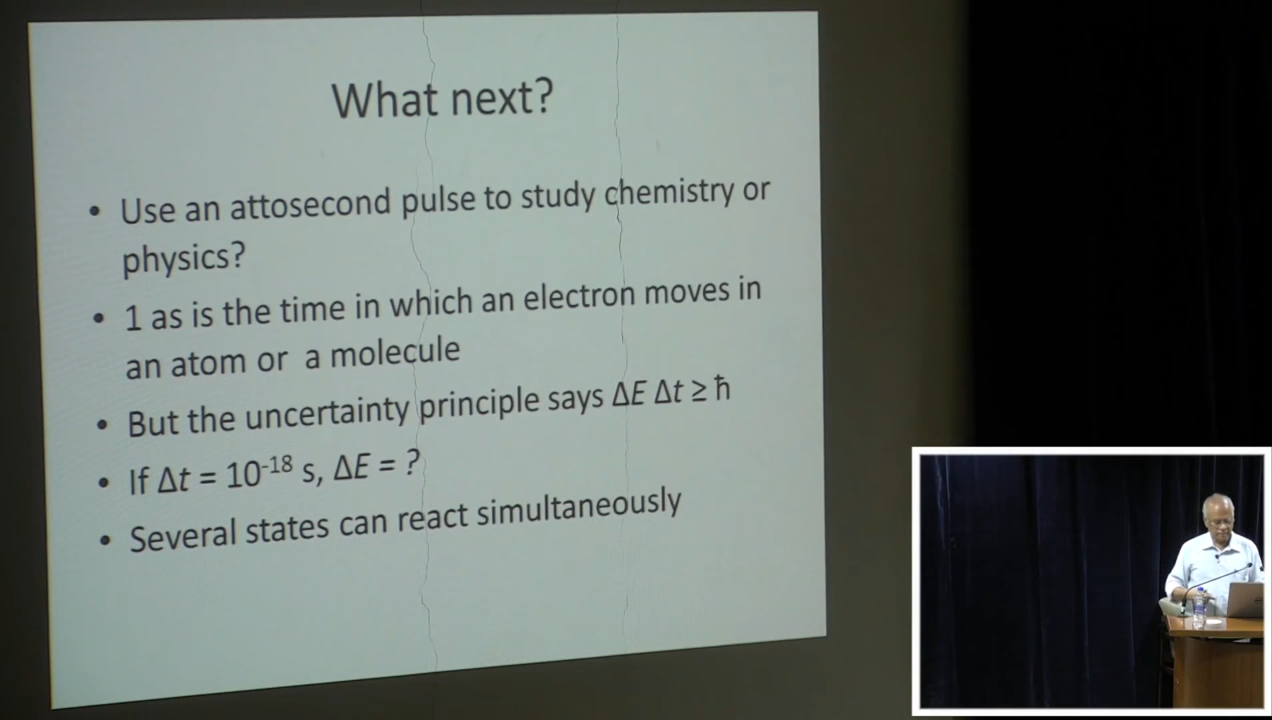 What next?
• Use an attosecond pulse to study chemistry or
physics?
• 1 as is the time in which an electron moves in
an atom or a molecule
• But the uncertainty principle says ΔE Δt ≥ ħ
• If Δt = 10⁻¹⁸ s, ΔE = ?
• Several states can react simultaneously